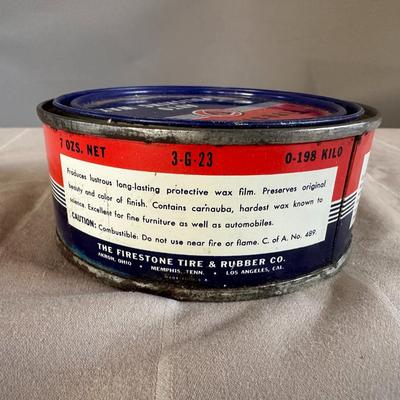 7 OZS. NET 3-G-23 0-198 KILO
Produces lustrous long-lasting protective wax film. Preserves original
beauty and color of finish. Contains carnauba, hardest wax known to
science. Excellent for fine furniture as well as automobiles.
CAUTION: Combustible: Do not use near fire or flame. C. of A. No. 489.
THE FIRESTONE TIRE & RUBBER CO.
AKRON, OHIO • MEMPHIS, TENN. • LOS ANGELES, CAL.